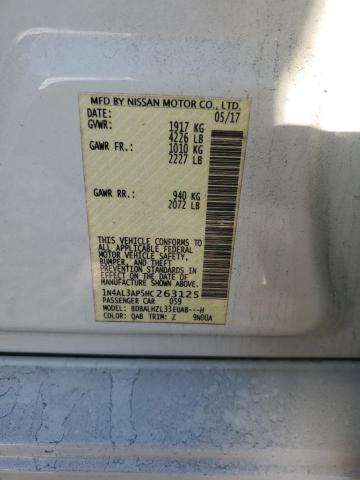 MFD BY NISSAN MOTOR CO., LTD.
DATE: 05/17
GVWR: 1917 KG
4226 LB
GAWR FR: 1010 KG
2227 LB
GAWR RR: 940 KG
2072 LB
THIS VEHICLE CONFORMS TO
ALL APPLICABLE FEDERAL
MOTOR VEHICLE SAFETY,
BUMPER, AND THEFT
PREVENTION STANDARDS
IN EFFECT ON THE DATE OF
MANUFACTURE SHOWN ABOVE.
1N4AL3AP5HC263125
PASSENGER CAR 059
MODEL: BDBALHZL33EUAB---H
COLOR: QAB TRIM: Z 9N00A